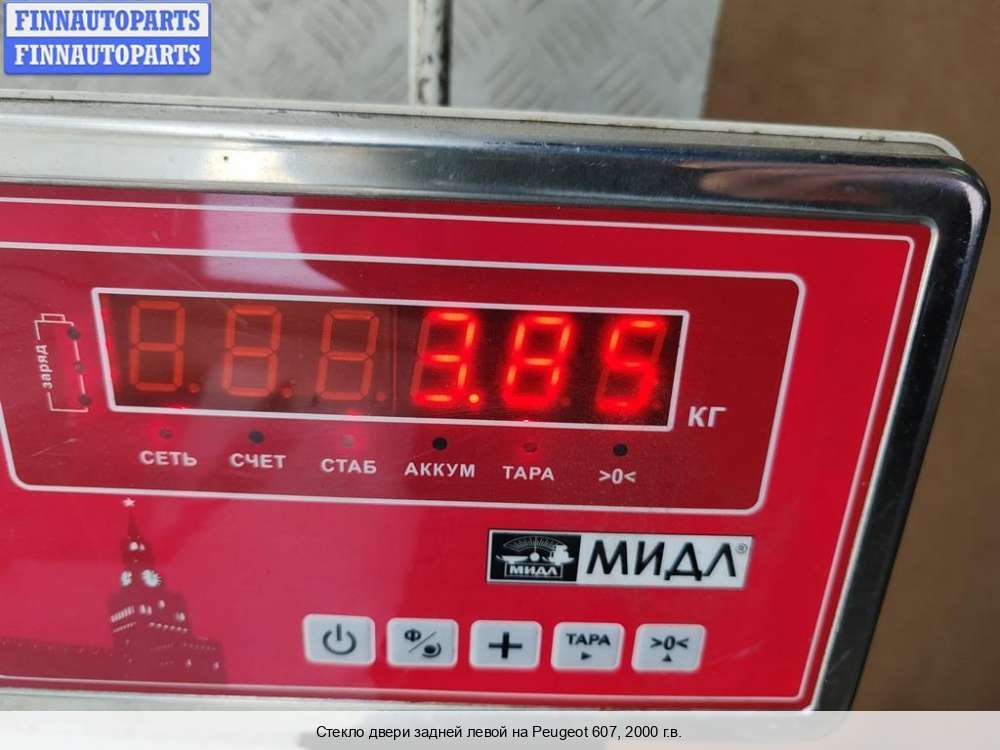 FINNAUTOPARTS
FINNAUTOPARTS
заряд
3.85
КГ
СЕТЬ СЧЕТ СТАБ АККУМ ТАРА >0<
МИДЛ МИДЛ®
Ф ТАРА >0<
Стекло двери задней левой на Peugeot 607, 2000 г.в.